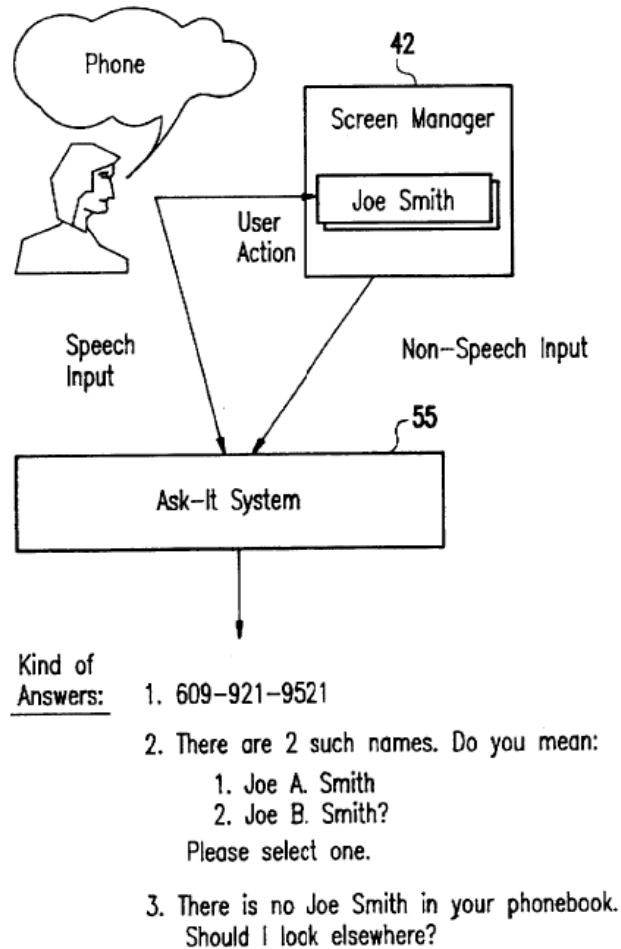 Phone
42
Screen Manager
Joe Smith
User
Action
Speech
Input
Non-Speech Input
55
Ask-It System
Kind of
Answers:
1. 609-921-9521
2. There are 2 such names. Do you mean:
1. Joe A. Smith
2. Joe B. Smith?
Please select one.
3. There is no Joe Smith in your phonebook.
Should I look elsewhere?